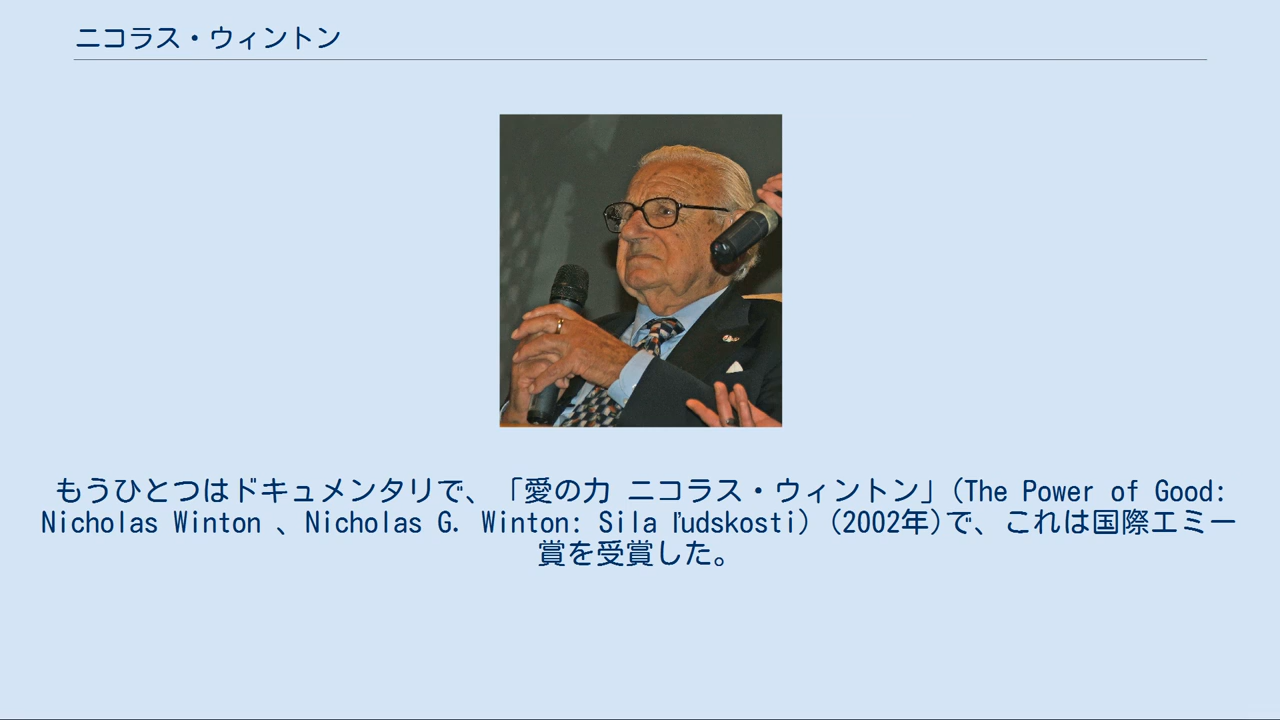 ニコラス・ウィントン
もうひとつはドキュメンタリで、「愛の力 ニコラス・ウィントン」(The Power of Good:
Nicholas Winton 、Nicholas G. Winton: Sila ľudskosti) (2002年)で、これは国際エミー
賞を受賞した。